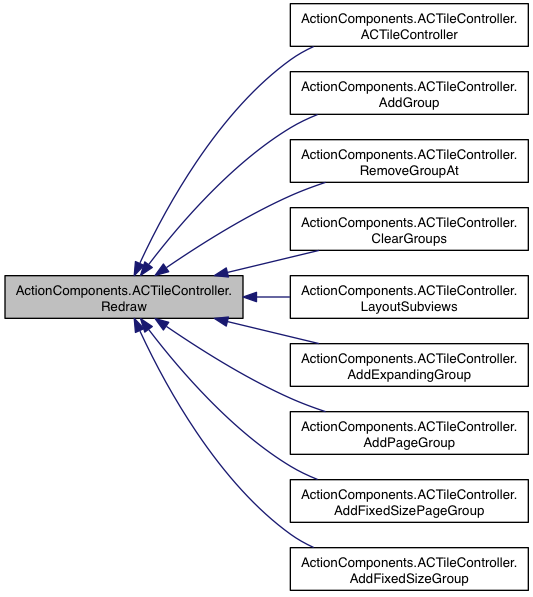 ActionComponents.ACTileController.
ACTileController
ActionComponents.ACTileController.
AddGroup
ActionComponents.ACTileController.
RemoveGroupAt
ActionComponents.ACTileController.
ClearGroups
ActionComponents.ACTileController.
Redraw
ActionComponents.ACTileController.
LayoutSubviews
ActionComponents.ACTileController.
AddExpandingGroup
ActionComponents.ACTileController.
AddPageGroup
ActionComponents.ACTileController.
AddFixedSizePageGroup
ActionComponents.ACTileController.
AddFixedSizeGroup